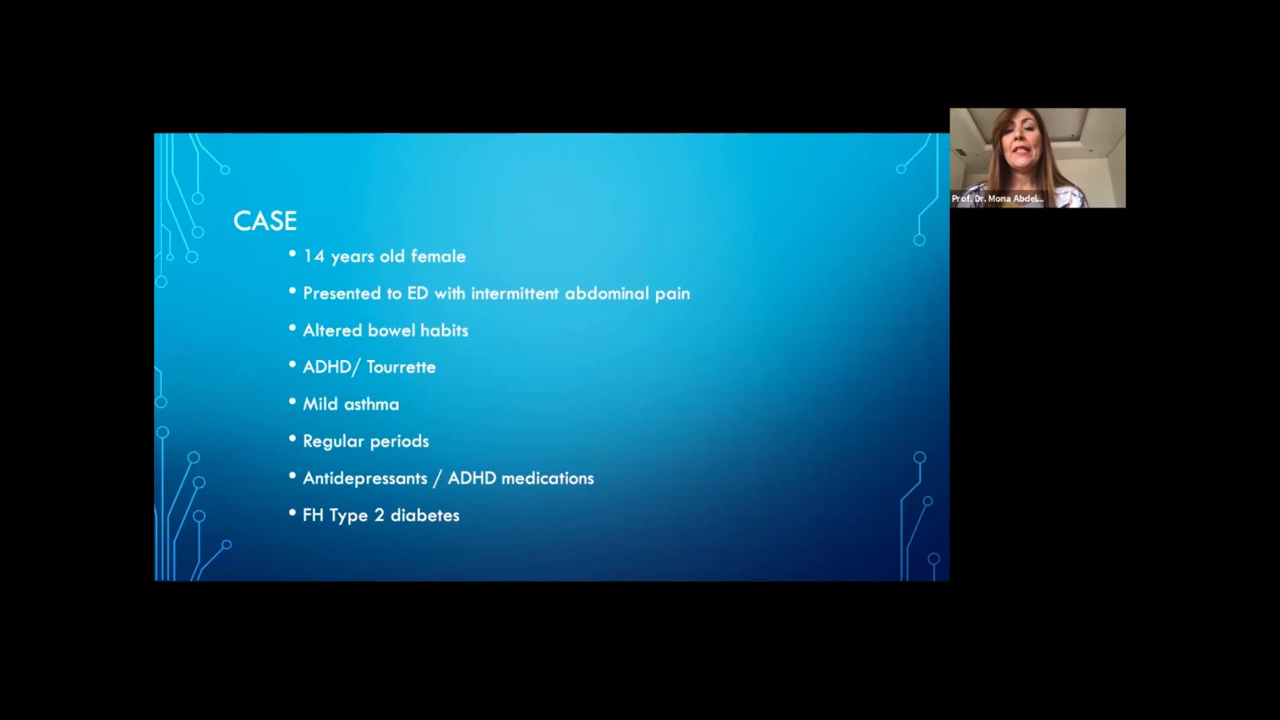 CASE
• 14 years old female
• Presented to ED with intermittent abdominal pain
• Altered bowel habits
• ADHD/ Tourrette
• Mild asthma
• Regular periods
• Antidepressants / ADHD medications
• FH Type 2 diabetes
Prof. Dr. Mona Abdel...